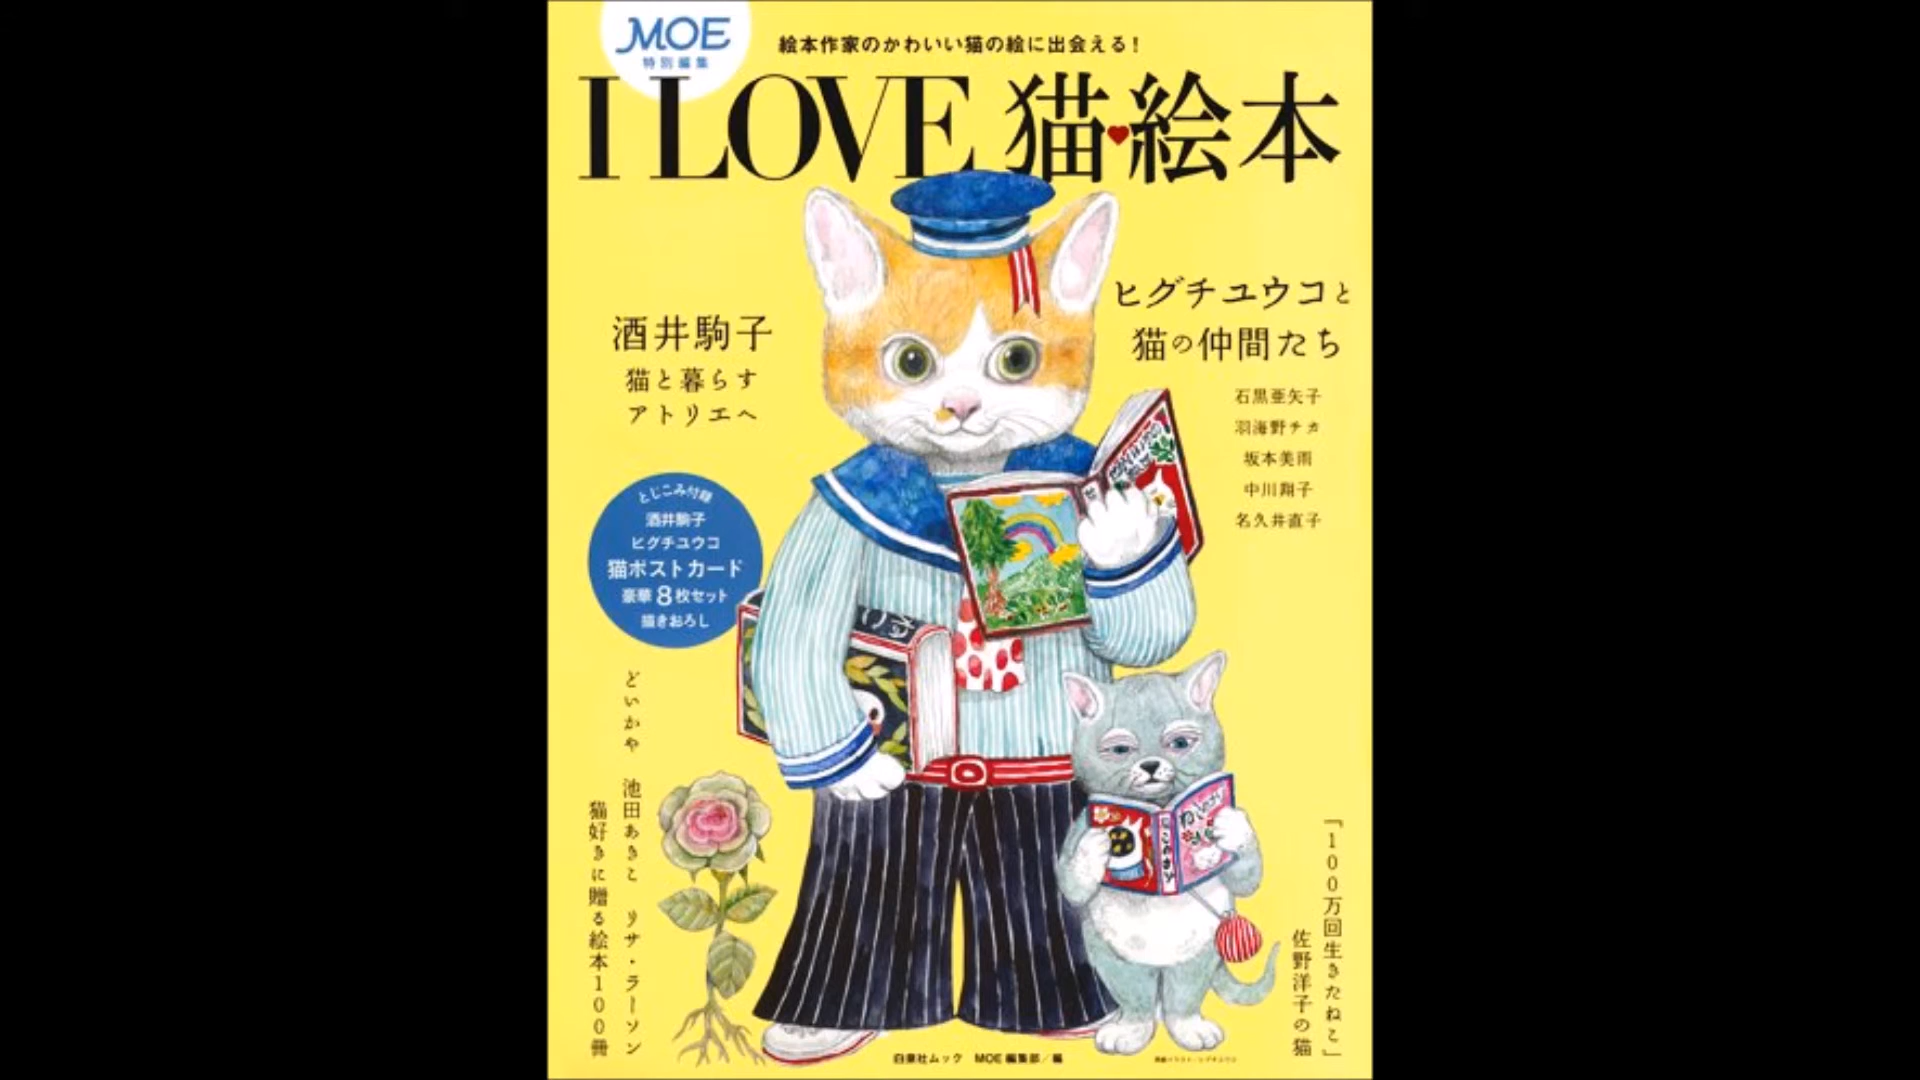 MOE
特別編集
絵本作家のかわいい猫の絵に出会える!
I LOVE 猫♥絵本
酒井駒子
猫と暮らす
アトリエへ
ヒグチユウコと
猫の仲間たち
石黒亜矢子
羽海野チカ
坂本美雨
中川翔子
名久井直子
とじこみ付録
酒井駒子
ヒグチユウコ
猫ポストカード
豪華8枚セット
描きおろし
どいかや 池田あきこ リサ・ラーソン
猫好きに贈る絵本100冊
「100万回生きたねこ」
佐野洋子の猫
白泉社ムック MOE編集部/編